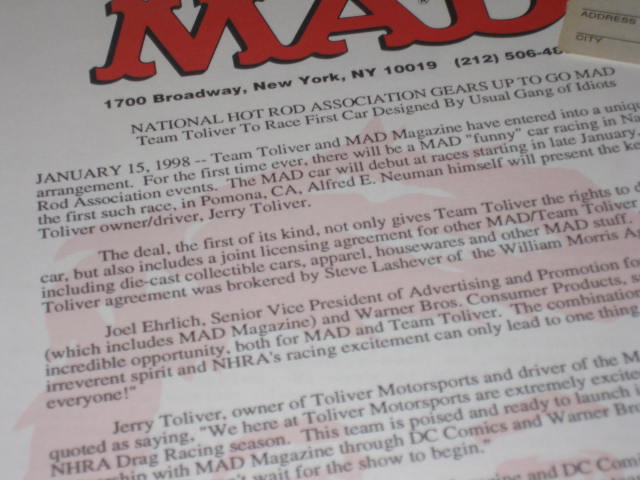 MAD
ADDRESS
CITY
1700 Broadway, New York, NY 10019 (212) 506-48
NATIONAL HOT ROD ASSOCIATION GEARS UP TO GO MAD
Team Toliver To Race First Car Designed By Usual Gang of Idiots
JANUARY 15, 1998 -- Team Toliver and MAD Magazine have entered into a uniq
arrangement. For the first time ever, there will be a MAD "funny" car racing in Na
Rod Association events. The MAD car will debut at races starting in late January.
the first such race, in Pomona, CA, Alfred E. Neuman himself will present the ke
Toliver owner/driver, Jerry Toliver.
The deal, the first of its kind, not only gives Team Toliver the rights to d
car, but also includes a joint licensing agreement for other MAD/Team Toliver
including die-cast collectible cars, apparel, housewares and other MAD stuff.
Toliver agreement was brokered by Steve Lashever of the William Morris Ag
Joel Ehrlich, Senior Vice President of Advertising and Promotion fo
(which includes MAD Magazine) and Warner Bros. Consumer Products, s
incredible opportunity, both for MAD and Team Toliver. The combination
irreverent spirit and NHRA's racing excitement can only lead to one thing
everyone!"
Jerry Toliver, owner of Toliver Motorsports and driver of the M
quoted as saying, "We here at Toliver Motorsports are extremely excite
NHRA Drag Racing season. This team is poised and ready to launch i
ership with MAD Magazine through DC Comics and Warner Bro
n't wait for the show to begin."
gazine and DC Com